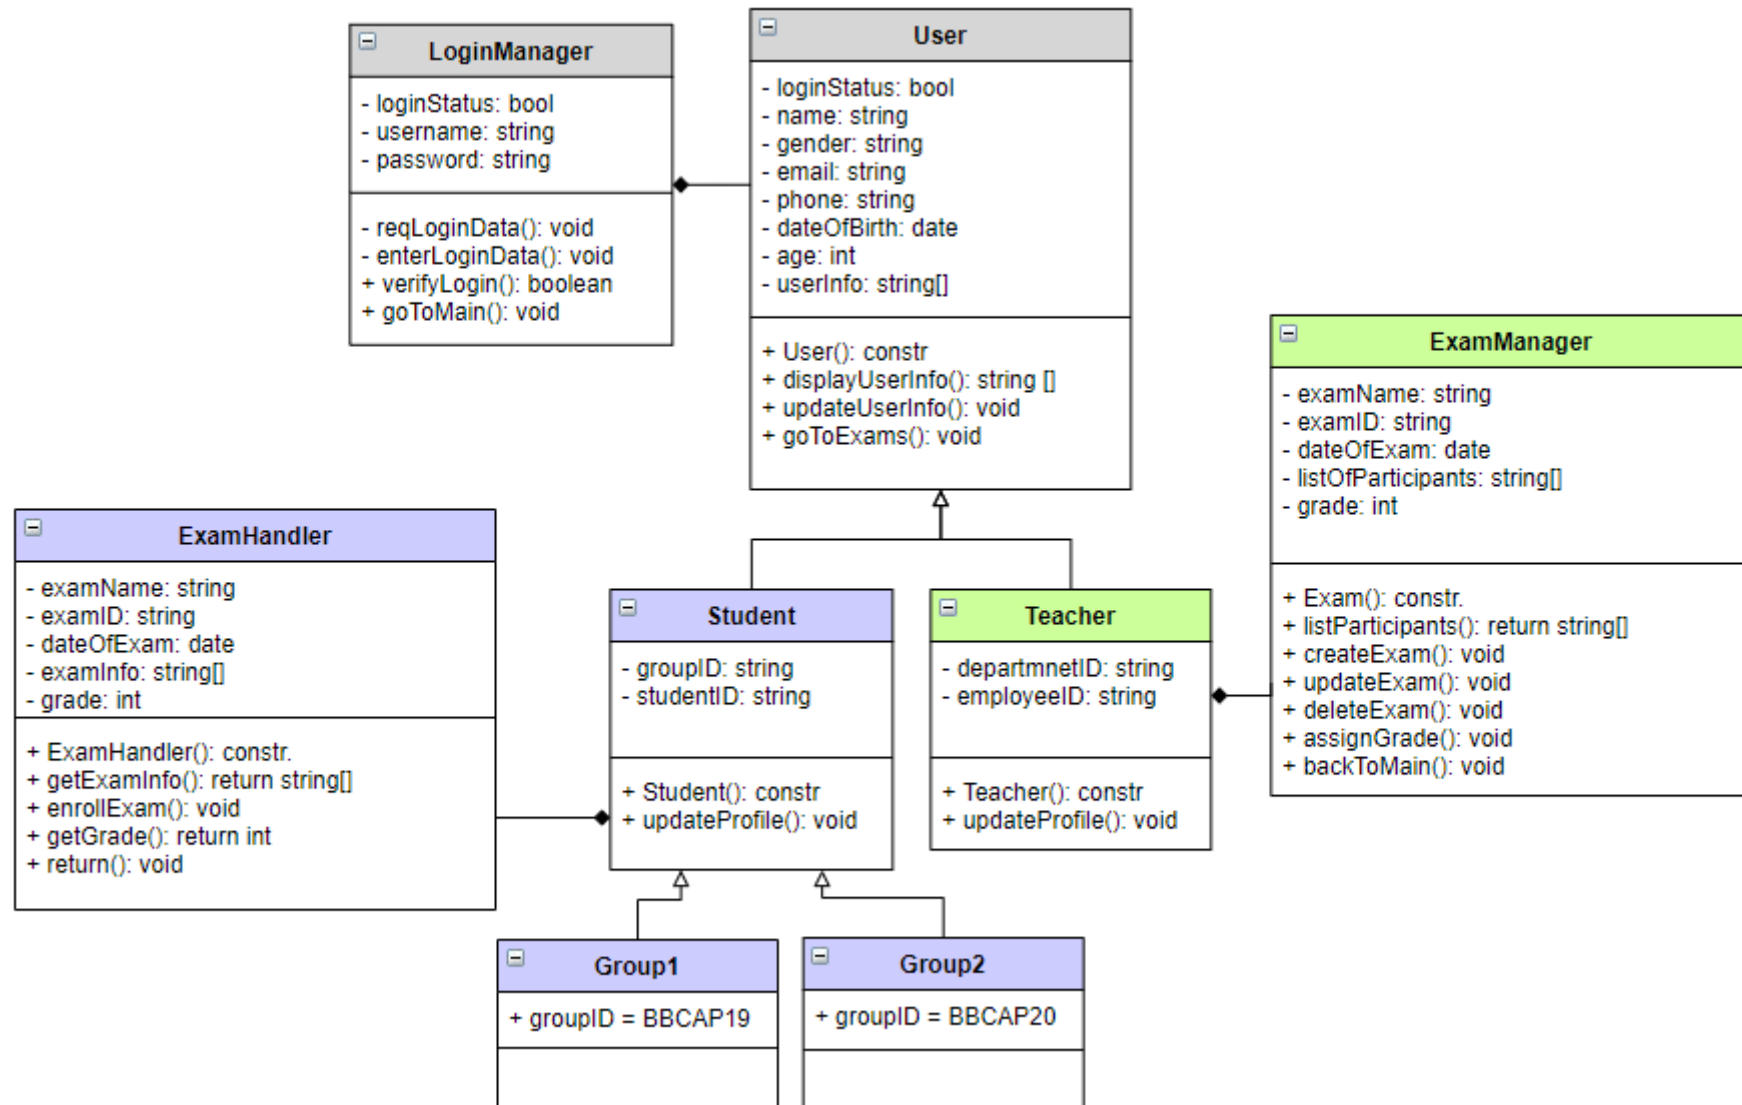 LoginManager
- loginStatus: bool
- username: string
- password: string
- reqLoginData(): void
- enterLoginData(): void
+ verifyLogin(): boolean
+ goToMain(): void
User
- loginStatus: bool
- name: string
- gender: string
- email: string
- phone: string
- dateOfBirth: date
- age: int
- userInfo: string[]
+ User(): constr
+ displayUserInfo(): string []
+ updateUserInfo(): void
+ goToExams(): void
ExamManager
- examName: string
- examID: string
- dateOfExam: date
- listOfParticipants: string[]
- grade: int
+ Exam(): constr.
+ listParticipants(): return string[]
+ createExam(): void
+ updateExam(): void
+ deleteExam(): void
+ assignGrade(): void
+ backToMain(): void
ExamHandler
- examName: string
- examID: string
- dateOfExam: date
- examInfo: string[]
- grade: int
+ ExamHandler(): constr.
+ getExamInfo(): return string[]
+ enrollExam(): void
+ getGrade(): return int
+ return(): void
Student
- groupID: string
- studentID: string
+ Student(): constr
+ updateProfile(): void
Teacher
- departmnetID: string
- employeeID: string
+ Teacher(): constr
+ updateProfile(): void
Group1
+ groupID = BBCAP19
Group2
+ groupID = BBCAP20